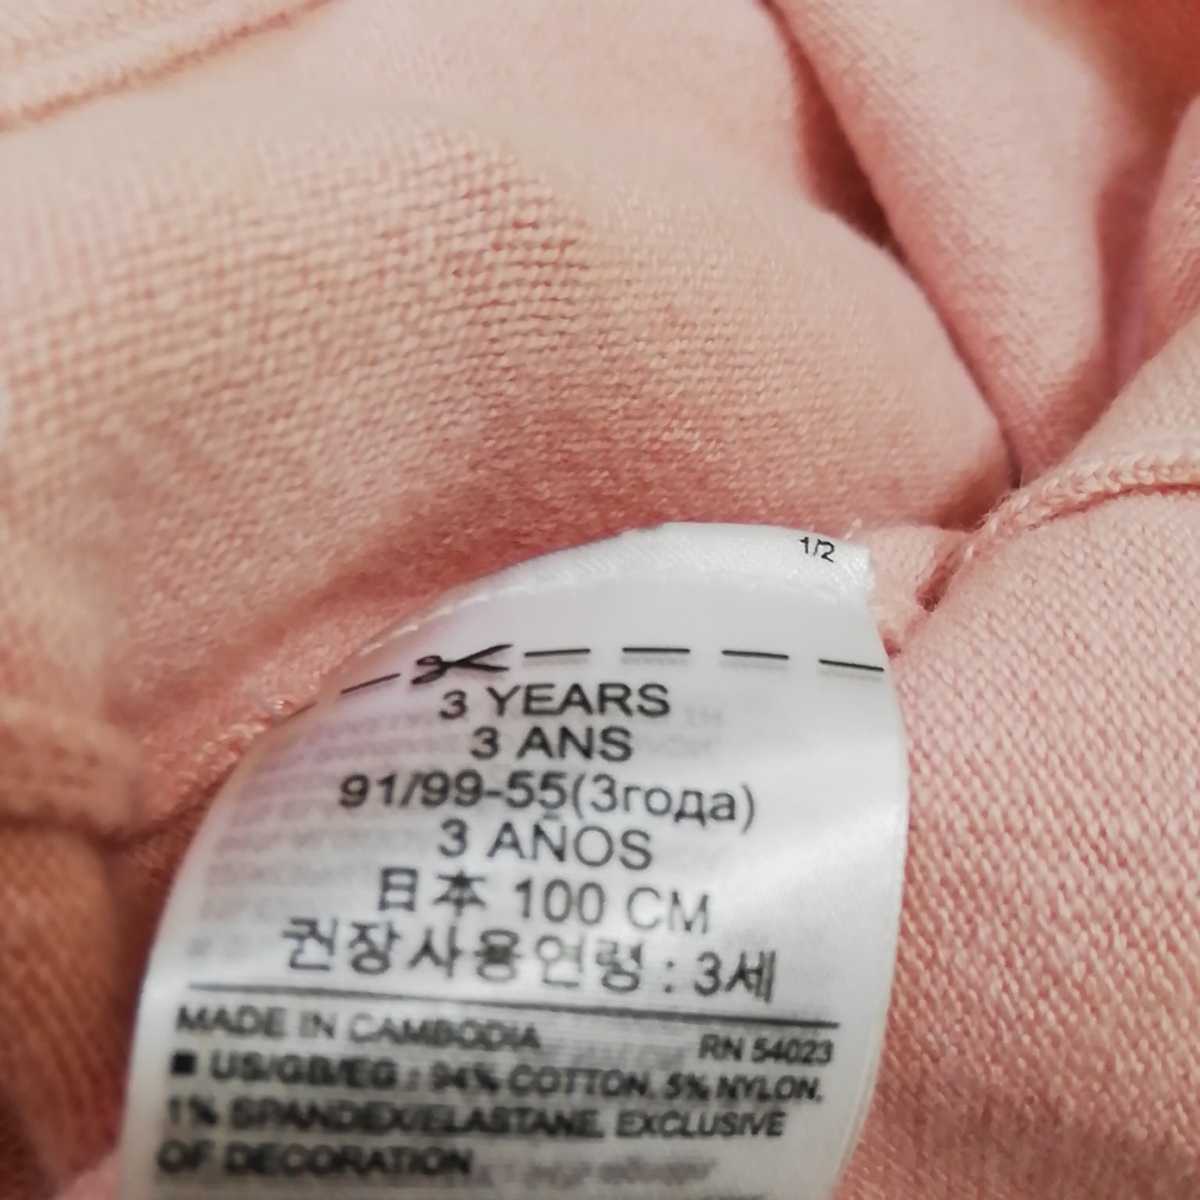 1/2
3 YEARS
3 ANS
91/99-55(3года)
3 AÑOS
日本 100 CM
권장사용연령 : 3세
MADE IN CAMBODIA
RN 54023
■ US/GB/EG : 94% COTTON, 5% NYLON,
1% SPANDEX/ELASTANE, EXCLUSIVE
OF DECORATION